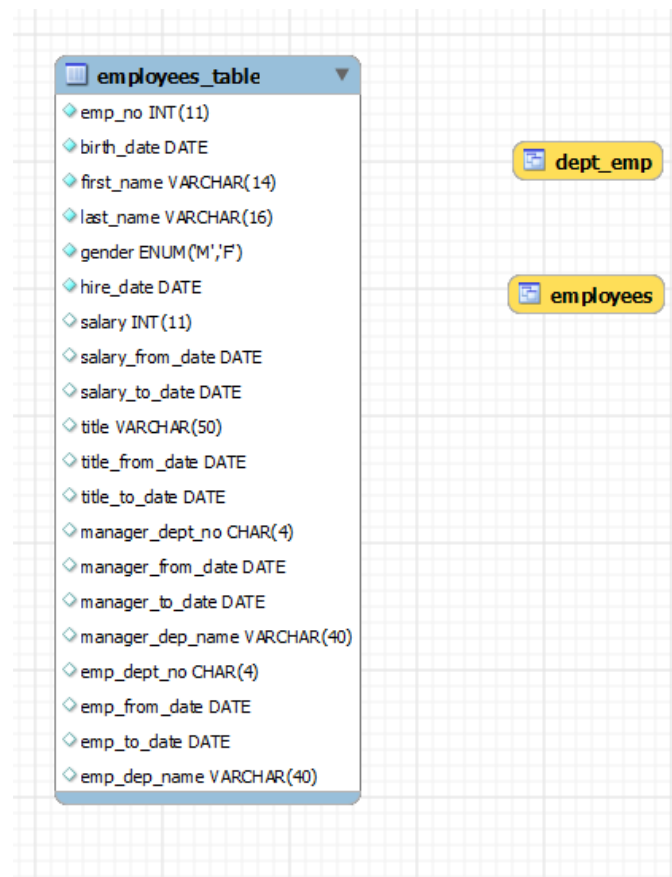 employees_table
emp_no INT(11)
birth_date DATE
first_name VARCHAR(14)
last_name VARCHAR(16)
gender ENUM('M','F')
hire_date DATE
salary INT(11)
salary_from_date DATE
salary_to_date DATE
title VARCHAR(50)
title_from_date DATE
title_to_date DATE
manager_dept_no CHAR(4)
manager_from_date DATE
manager_to_date DATE
manager_dep_name VARCHAR(40)
emp_dept_no CHAR(4)
emp_from_date DATE
emp_to_date DATE
emp_dep_name VARCHAR(40)
dept_emp
employees